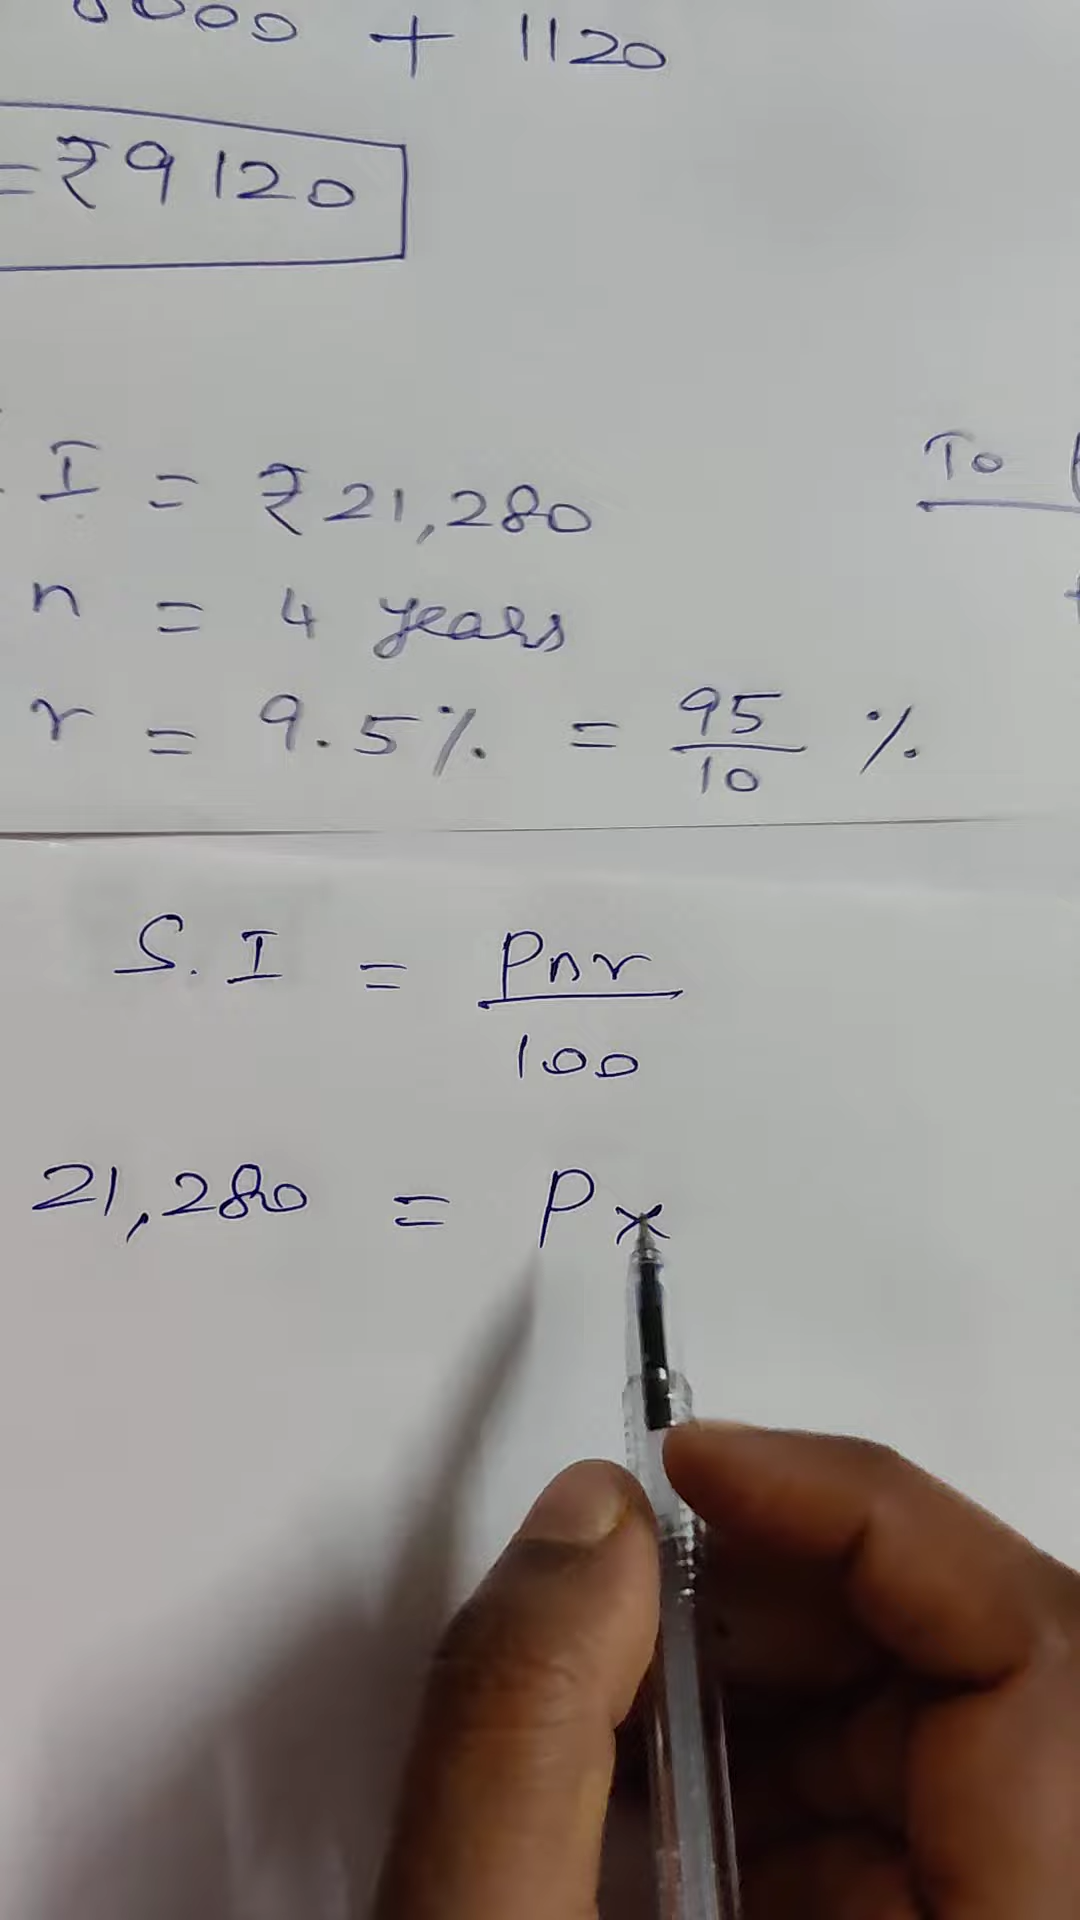 + 1120
= ₹9120
I = ₹21,280
To
n = 4 years
r = 9.5% = 95/10 %
S.I = Pnr/100
21,280 = P×